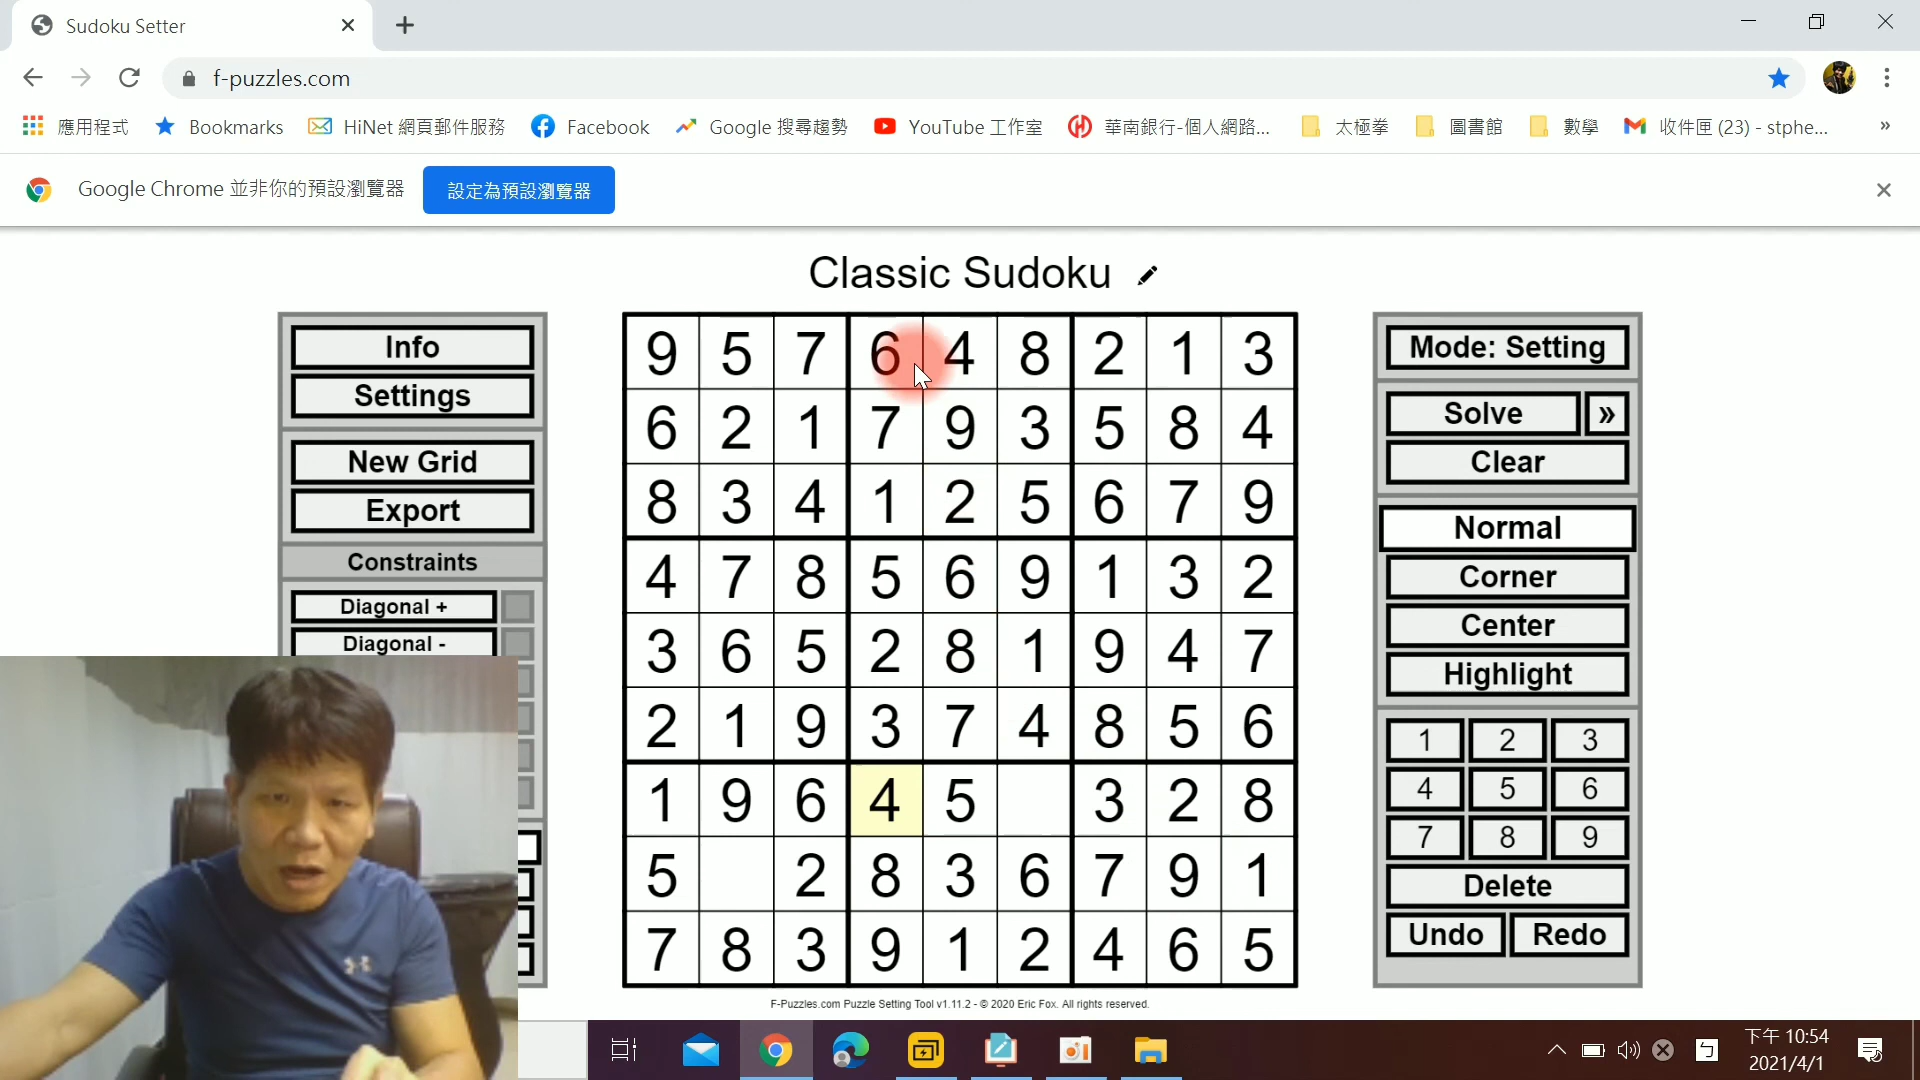 Sudoku Setter
f-puzzles.com
應用程式 Bookmarks HiNet 網頁郵件服務 Facebook Google 搜尋趨勢 YouTube 工作室 華南銀行-個人網路... 太極拳 圖書館 數學 收件匣 (23) - stphe... »
Google Chrome 並非你的預設瀏覽器 設定為預設瀏覽器
Classic Sudoku
Info
Settings
New Grid
Export
Constraints
Diagonal +
Diagonal -
9 5 7 6 4 8 2 1 3
6 2 1 7 9 3 5 8 4
8 3 4 1 2 5 6 7 9
4 7 8 5 6 9 1 3 2
3 6 5 2 8 1 9 4 7
2 1 9 3 7 4 8 5 6
1 9 6 4 5 3 2 8
5 2 8 3 6 7 9 1
7 8 3 9 1 2 4 6 5
F-Puzzles.com Puzzle Setting Tool v1.11.2 - © 2020 Eric Fox. All rights reserved.
Mode: Setting
Solve »
Clear
Normal
Corner
Center
Highlight
1 2 3
4 5 6
7 8 9
Delete
Undo Redo
ㄅ
下午 10:54
2021/4/1